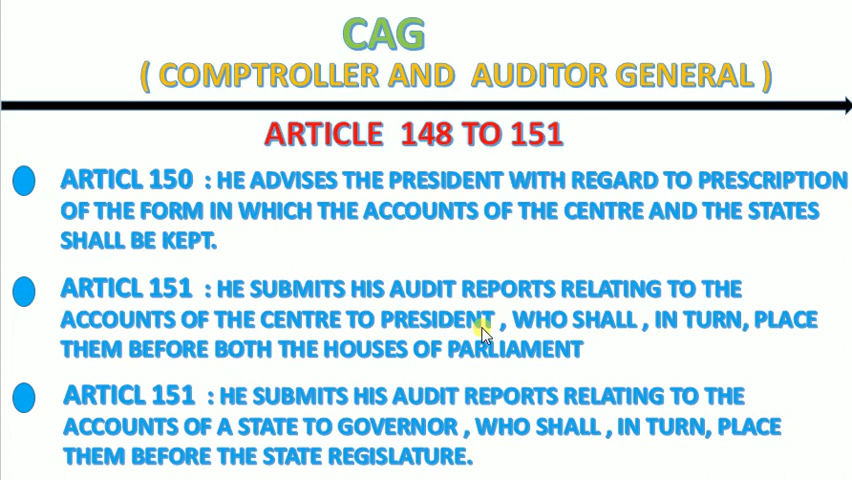 CAG
( COMPTROLLER AND AUDITOR GENERAL )
ARTICLE 148 TO 151
ARTICL 150 : HE ADVISES THE PRESIDENT WITH REGARD TO PRESCRIPTION
OF THE FORM IN WHICH THE ACCOUNTS OF THE CENTRE AND THE STATES
SHALL BE KEPT.
ARTICL 151 : HE SUBMITS HIS AUDIT REPORTS RELATING TO THE
ACCOUNTS OF THE CENTRE TO PRESIDENT , WHO SHALL , IN TURN, PLACE
THEM BEFORE BOTH THE HOUSES OF PARLIAMENT
ARTICL 151 : HE SUBMITS HIS AUDIT REPORTS RELATING TO THE
ACCOUNTS OF A STATE TO GOVERNOR , WHO SHALL , IN TURN, PLACE
THEM BEFORE THE STATE REGISLATURE.